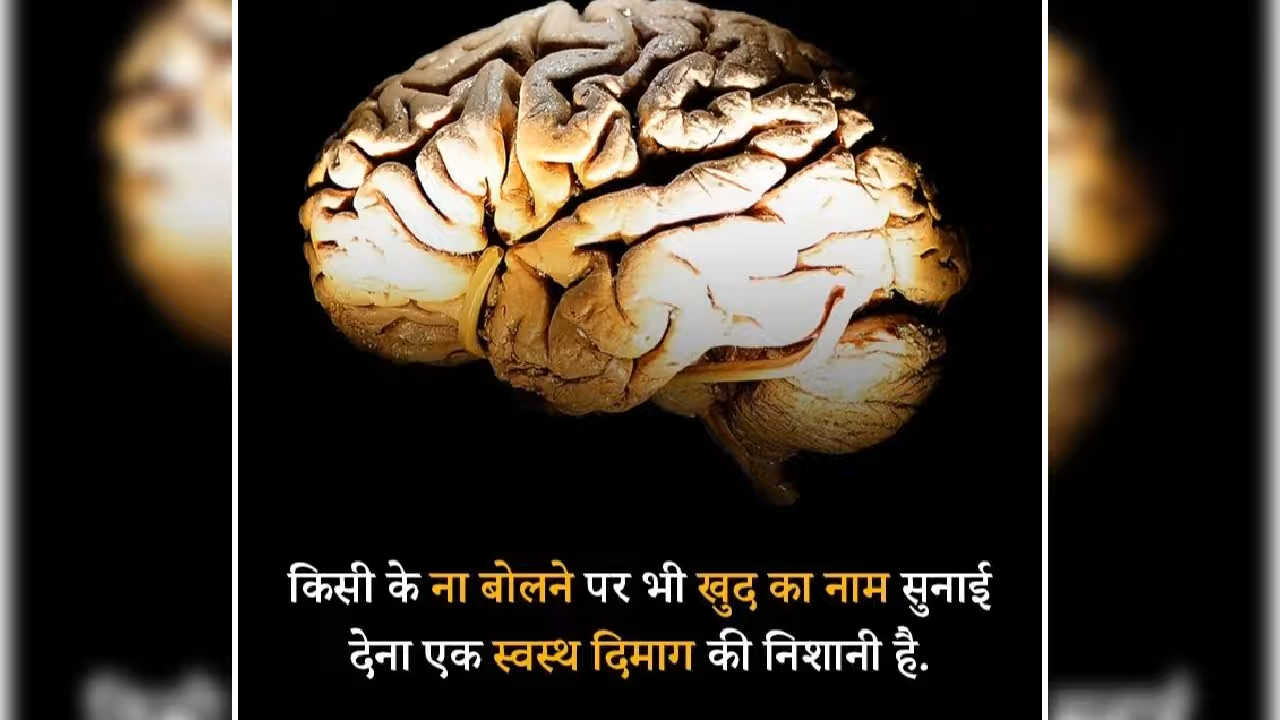 किसी के ना बोलने पर भी खुद का नाम सुनाई
देना एक स्वस्थ दिमाग की निशानी है.